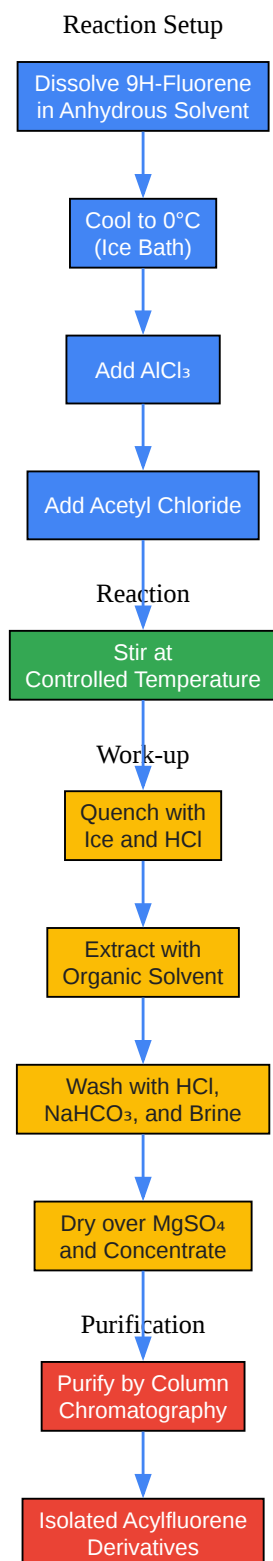 Reaction Setup
Dissolve 9H-Fluorene
in Anhydrous Solvent
Cool to 0°C
(Ice Bath)
Add AlCl₃
Add Acetyl Chloride
Reaction
Stir at
Controlled Temperature
Work-up
Quench with
Ice and HCl
Extract with
Organic Solvent
Wash with HCl,
NaHCO₃, and Brine
Dry over MgSO₄
and Concentrate
Purification
Purify by Column
Chromatography
Isolated Acylfluorene
Derivatives